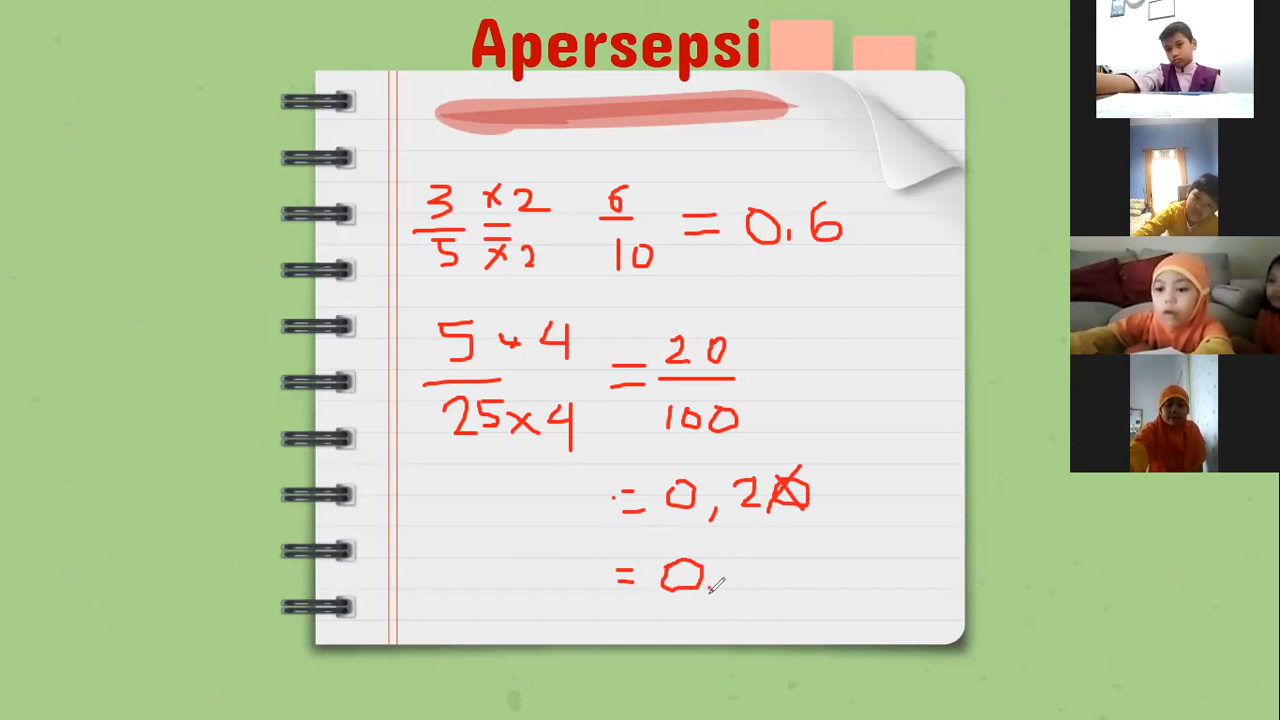 Apersepsi
3 × 2 6
— = — = 0.6
5 × 2 10
5 × 4 20
— = —
25 × 4 100
= 0,20
= 0